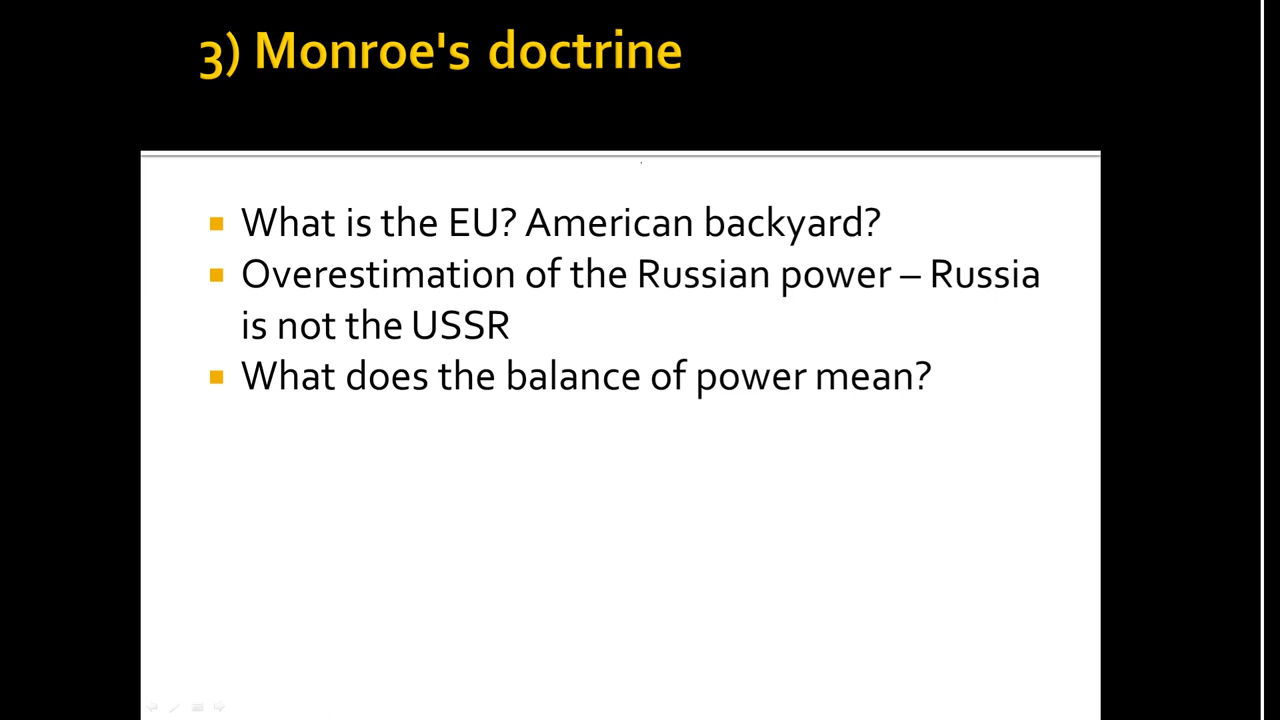 3) Monroe's doctrine
What is the EU? American backyard?
Overestimation of the Russian power – Russia
is not the USSR
What does the balance of power mean?